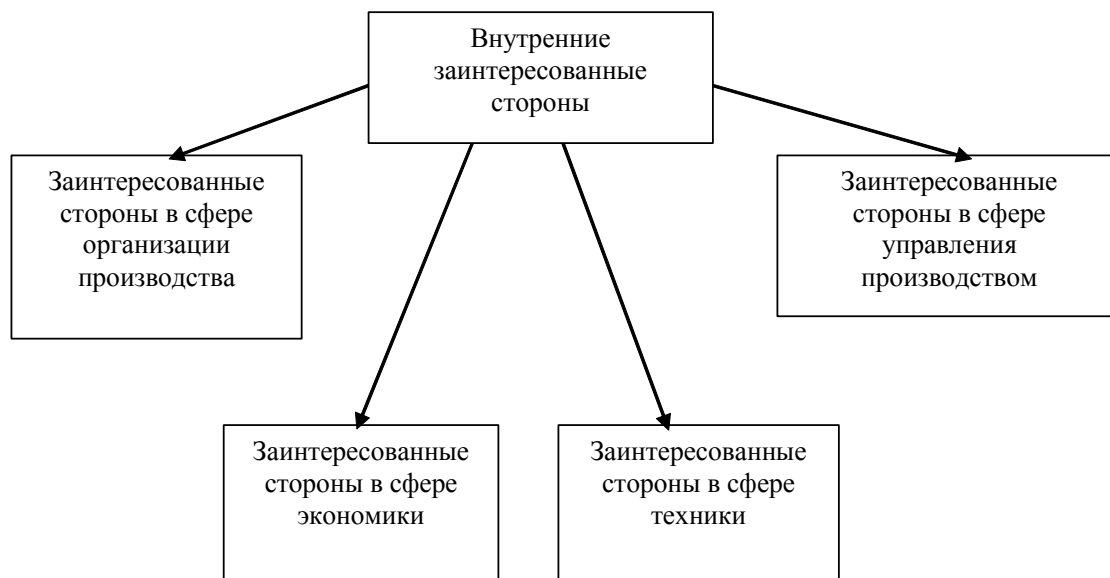 Внутренние
заинтересованные
стороны
Заинтересованные
стороны в сфере
организации
производства
Заинтересованные
стороны в сфере
управления
производством
Заинтересованные
стороны в сфере
экономики
Заинтересованные
стороны в сфере
техники